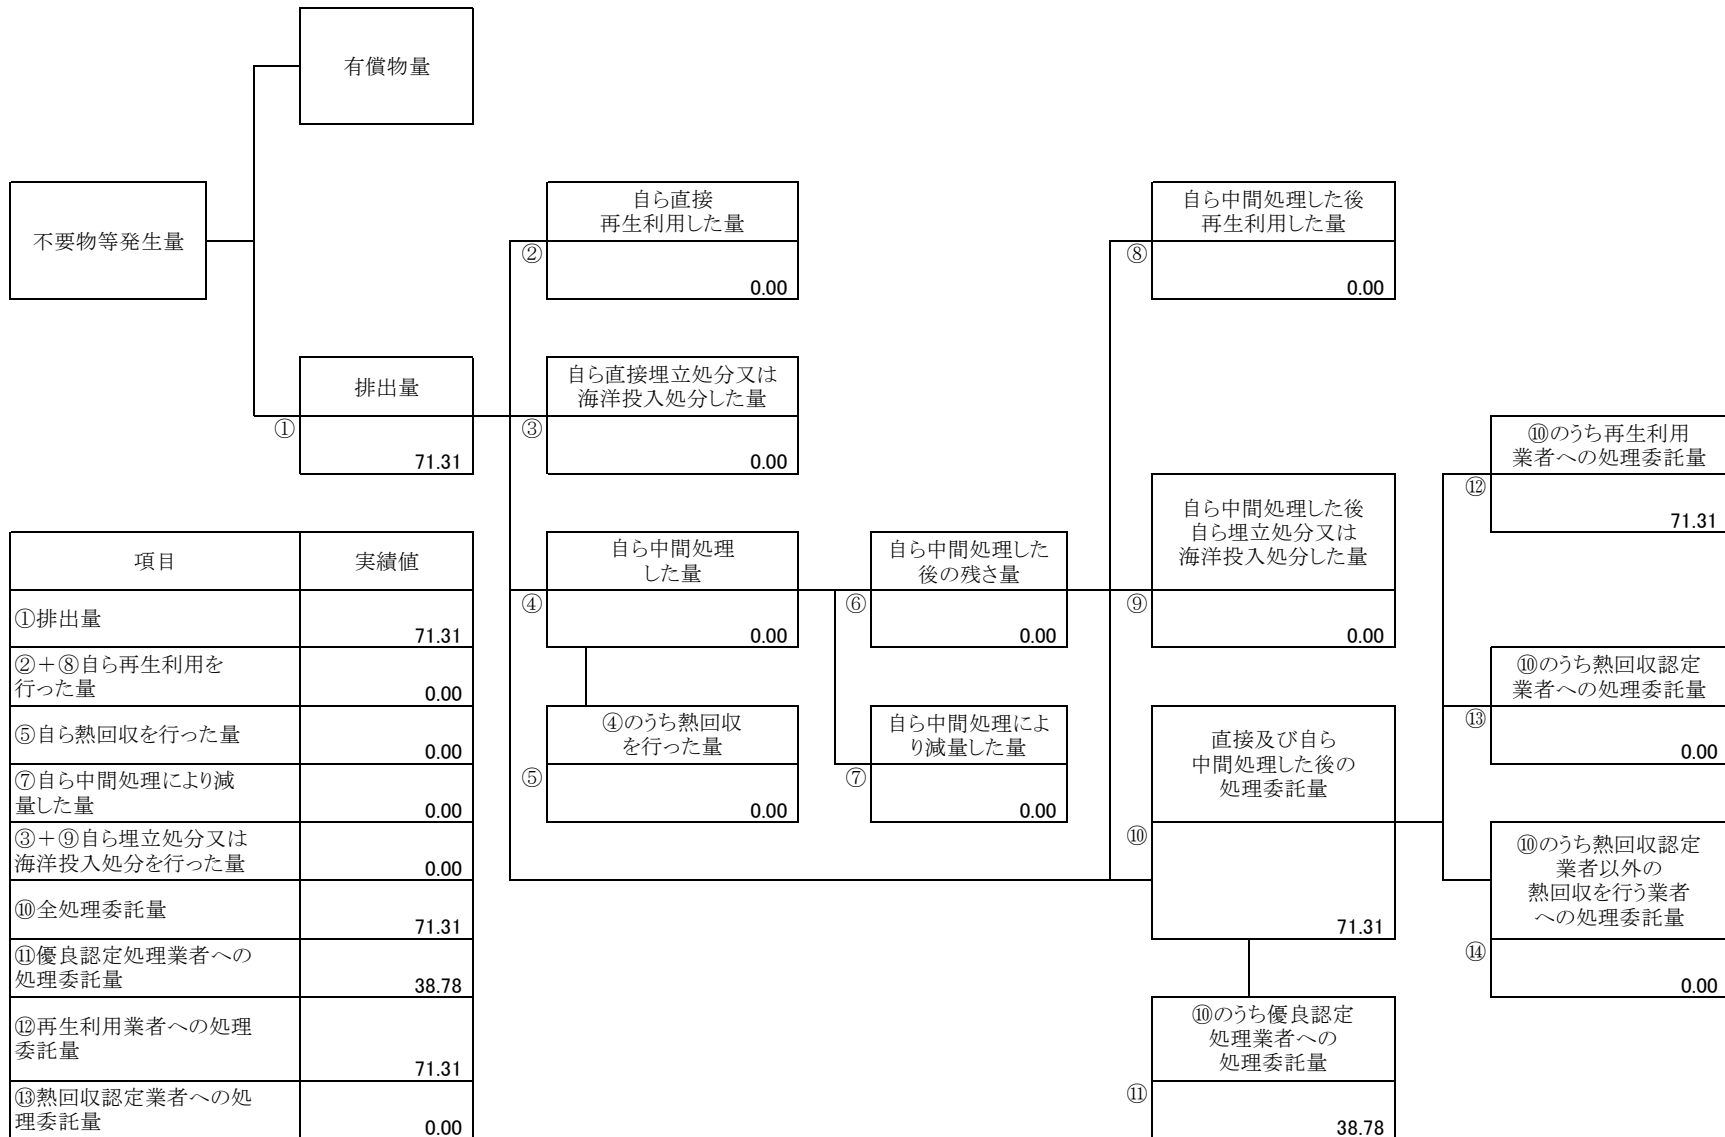 有償物量
不要物等発生量
排出量
①
71.31
自ら直接
再生利用した量
②
0.00
自ら直接埋立処分又は
海洋投入処分した量
③
0.00
自ら中間処理
した量
④
0.00
④のうち熱回収
を行った量
⑤
0.00
自ら中間処理した
後の残さ量
⑥
0.00
自ら中間処理によ
り減量した量
⑦
0.00
自ら中間処理した後
再生利用した量
⑧
0.00
自ら中間処理した後
自ら埋立処分又は
海洋投入処分した量
⑨
0.00
直接及び自ら
中間処理した後の
処理委託量
⑩
71.31
⑩のうち優良認定
処理業者への
処理委託量
⑪
38.78
⑩のうち再生利用
業者への処理委託量
⑫
71.31
⑩のうち熱回収認定
業者への処理委託量
⑬
0.00
⑩のうち熱回収認定
業者以外の
熱回収を行う業者
への処理委託量
⑭
0.00
項目 実績値
①排出量
71.31
②+⑧自ら再生利用を
行った量
0.00
⑤自ら熱回収を行った量
0.00
⑦自ら中間処理により減
量した量
0.00
③+⑨自ら埋立処分又は
海洋投入処分を行った量
0.00
⑩全処理委託量
71.31
⑪優良認定処理業者への
処理委託量
38.78
⑫再生利用業者への処理
委託量
71.31
⑬熱回収認定業者への処
理委託量
0.00